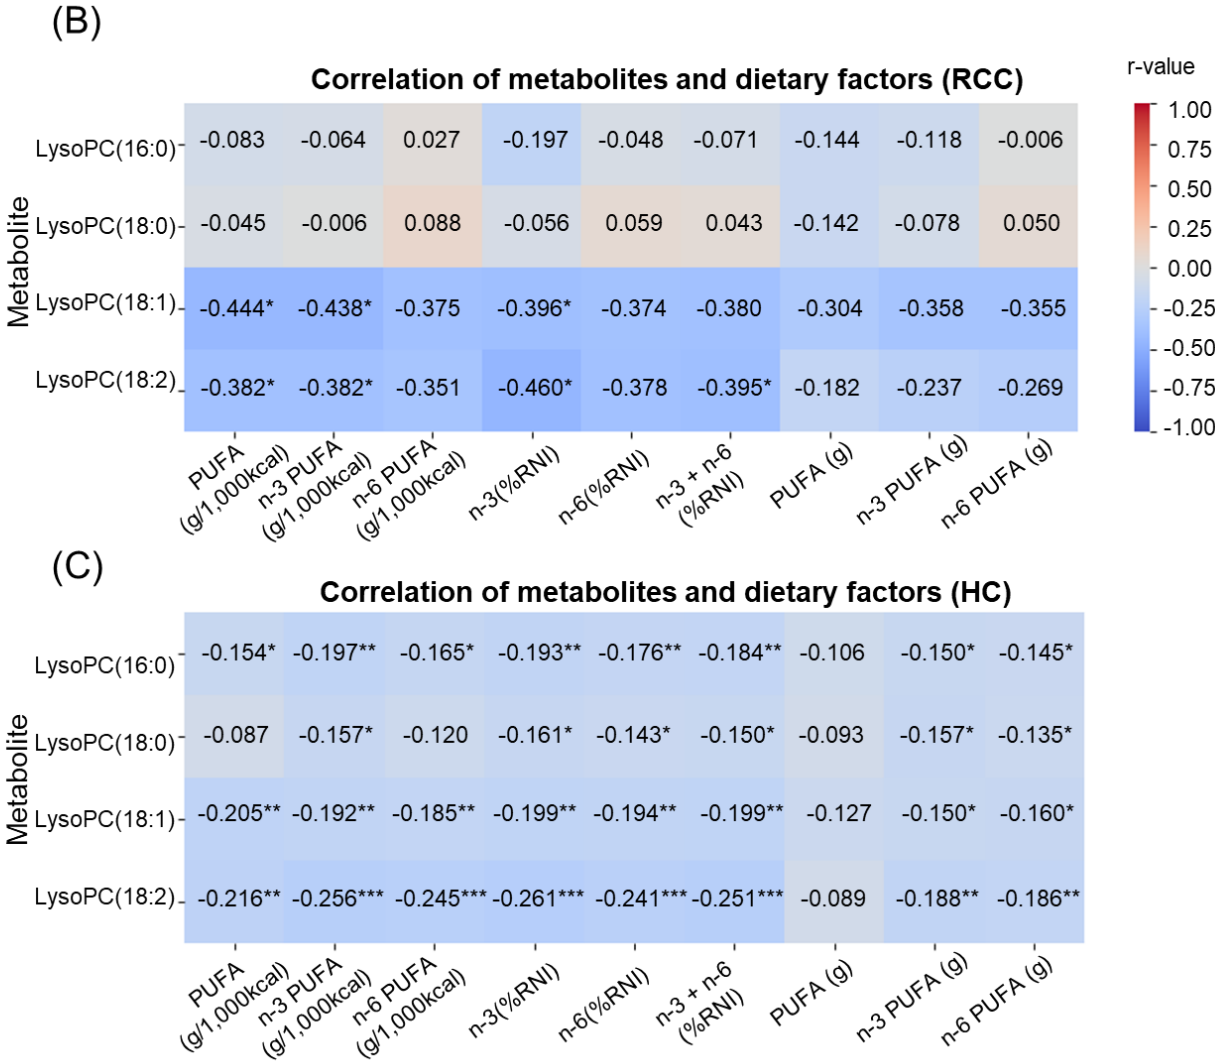 (B)
Correlation of metabolites and dietary factors (RCC)
r-value
Metabolite
LysoPC(16:0) -0.083 -0.064 0.027 -0.197 -0.048 -0.071 -0.144 -0.118 -0.006
LysoPC(18:0) -0.045 -0.006 0.088 -0.056 0.059 0.043 -0.142 -0.078 0.050
LysoPC(18:1) -0.444* -0.438* -0.375 -0.396* -0.374 -0.380 -0.304 -0.358 -0.355
LysoPC(18:2) -0.382* -0.382* -0.351 -0.460* -0.378 -0.395* -0.182 -0.237 -0.269
PUFA
(g/1,000kcal)
n-3 PUFA
(g/1,000kcal)
n-6 PUFA
(g/1,000kcal)
n-3(%RNI)
n-6(%RNI)
n-3 + n-6
(%RNI)
PUFA (g)
n-3 PUFA (g)
n-6 PUFA (g)
1.00
0.75
0.50
0.25
0.00
-0.25
-0.50
-0.75
-1.00
(C)
Correlation of metabolites and dietary factors (HC)
Metabolite
LysoPC(16:0) -0.154* -0.197** -0.165* -0.193** -0.176** -0.184** -0.106 -0.150* -0.145*
LysoPC(18:0) -0.087 -0.157* -0.120 -0.161* -0.143* -0.150* -0.093 -0.157* -0.135*
LysoPC(18:1) -0.205** -0.192** -0.185** -0.199** -0.194** -0.199** -0.127 -0.150* -0.160*
LysoPC(18:2) -0.216** -0.256*** -0.245*** -0.261*** -0.241*** -0.251*** -0.089 -0.188** -0.186**
PUFA
(g/1,000kcal)
n-3 PUFA
(g/1,000kcal)
n-6 PUFA
(g/1,000kcal)
n-3(%RNI)
n-6(%RNI)
n-3 + n-6
(%RNI)
PUFA (g)
n-3 PUFA (g)
n-6 PUFA (g)